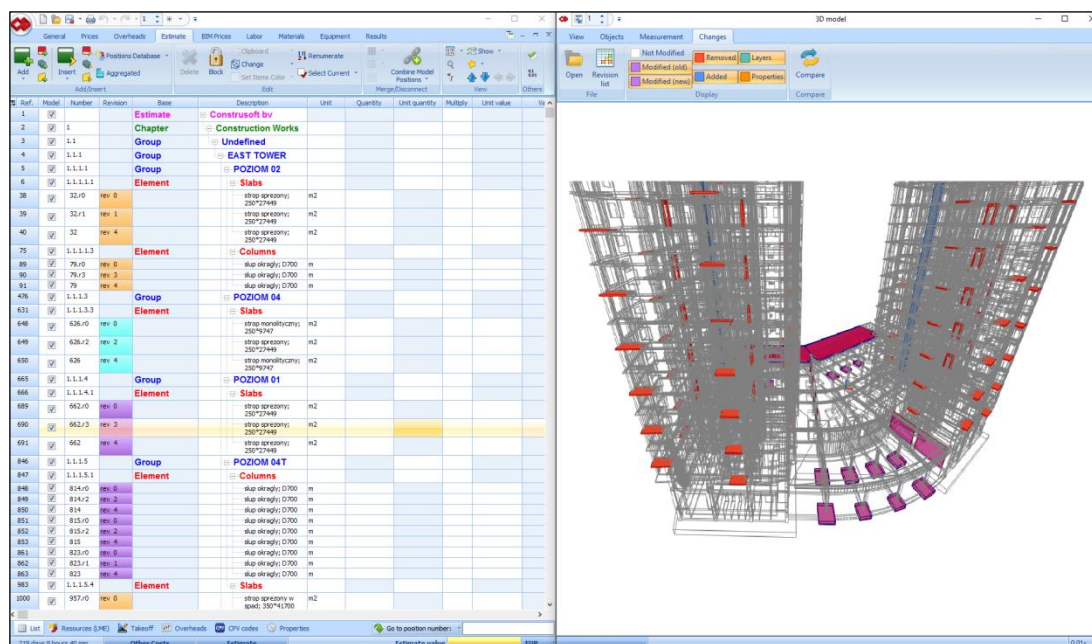 1
3D model
General Prices Overheads Estimate BIM Prices Labor Materials Equipment Results
View Objects Measurement Changes
Add Insert Positions Database Aggregated
Delete Block Clipboard Change Set Items Color Renumerate Select Current
Combine Model Positions Show
Add/Insert Edit Merge/Disconnect View Others
Open Revision list
Not Modified Modified (old) Modified (new) Removed Added Layers Properties
Compare
File Display Compare
Ref. Model Number Revision Base Description Unit Quantity Unit quantity Multiply Unit value
1 Estimate Construsoft bv
2 1 Chapter Construction Works
3 1.1 Group Undefined
4 1.1.1 Group EAST TOWER
5 1.1.1.1 Group POZIOM 02
6 1.1.1.1.1 Element Slabs
38 32.r0 rev 0 strop sprezony; 250*27449 m2
39 32.r1 rev 1 strop sprezony; 250*27449 m2
40 32 rev 4 strop sprezony; 250*27449 m2
75 1.1.1.1.3 Element Columns
89 79.r0 rev 0 slup okragly; D700 m
90 79.r3 rev 3 slup okragly; D700 m
91 79 rev 4 slup okragly; D700 m
476 1.1.1.3 Group POZIOM 04
631 1.1.1.3.3 Element Slabs
648 626.r0 rev 0 strop monolityczny; 250*9747 m2
649 626.r2 rev 2 strop sprezony; 250*27449 m2
650 626 rev 4 strop monolityczny; 250*9747 m2
665 1.1.1.4 Group POZIOM 01
666 1.1.1.4.1 Element Slabs
689 662.r0 rev 0 strop sprezony; 250*27449 m2
690 662.r3 rev 3 strop sprezony; 250*27449 m2
691 662 rev 4 strop sprezony; 250*27449 m2
846 1.1.1.5 Group POZIOM 04T
847 1.1.1.5.1 Element Columns
848 814.r0 rev 0 slup okragly; D700 m
849 814.r2 rev 2 slup okragly; D700 m
850 814 rev 4 slup okragly; D700 m
851 815.r0 rev 0 slup okragly; D700 m
852 815.r2 rev 2 slup okragly; D700 m
853 815 rev 4 slup okragly; D700 m
861 823.r0 rev 0 slup okragly; D700 m
862 823.r1 rev 1 slup okragly; D700 m
863 823 rev 4 slup okragly; D700 m
983 1.1.1.5.4 Element Slabs
1000 957.r0 rev 0 strop sprezony w spad; 350*41700 m2
List Resources (LME) Takeoff Overheads CPV codes Properties Go to position number:
Other Costs Estimate Estimate value EUR